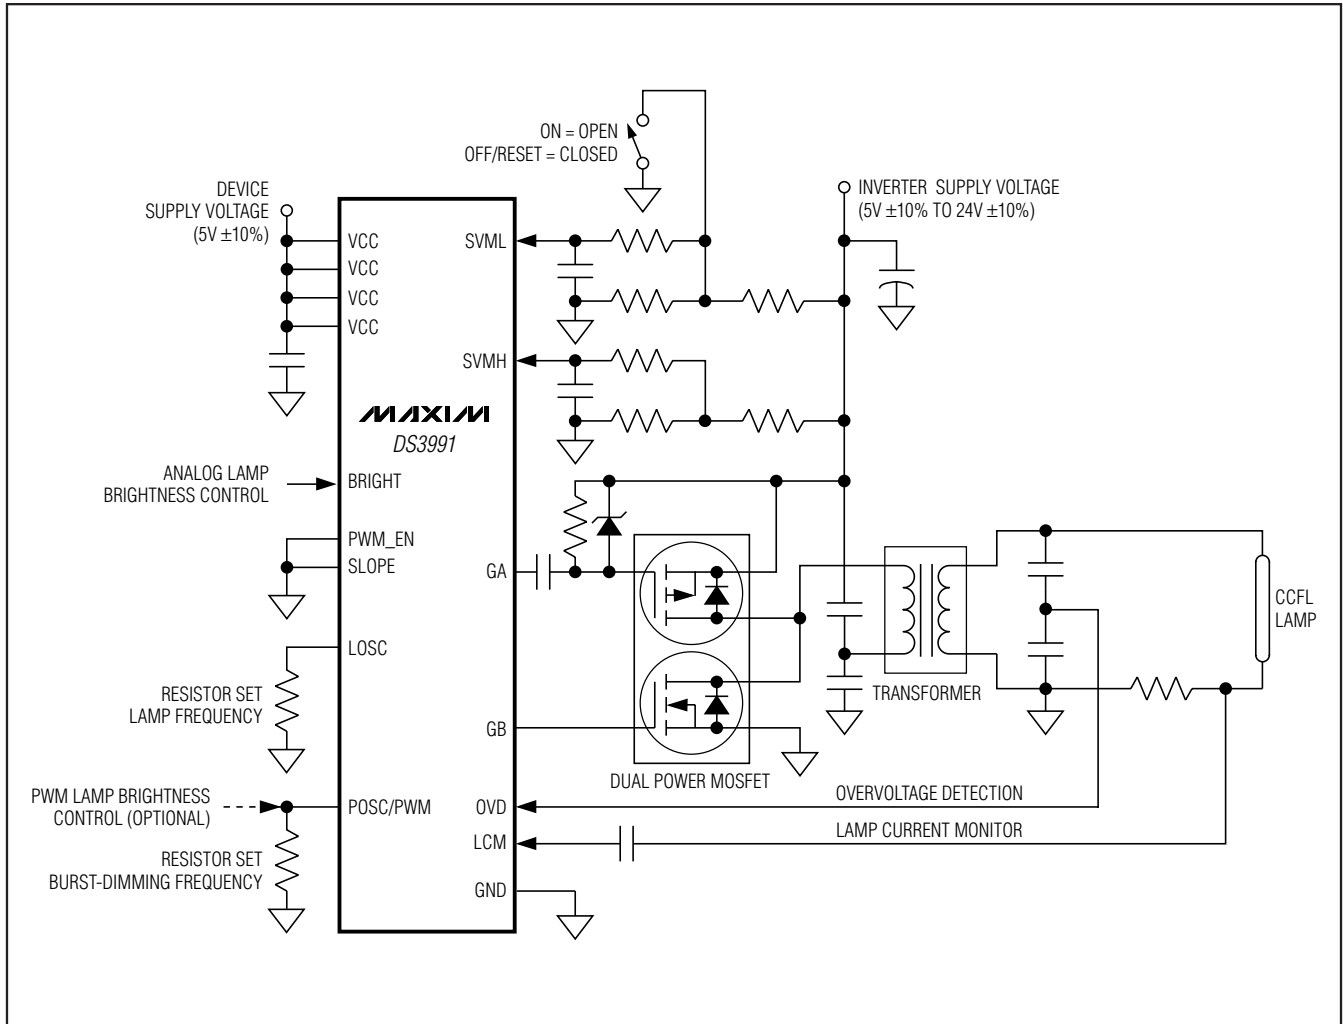 ON = OPEN
OFF/RESET = CLOSED
DEVICE
SUPPLY VOLTAGE
(5V ±10%)
INVERTER SUPPLY VOLTAGE
(5V ±10% TO 24V ±10%)
VCC
VCC
VCC
VCC
SVML
SVMH
MAXIM
DS3991
ANALOG LAMP
BRIGHTNESS CONTROL
BRIGHT
PWM_EN
SLOPE
GA
CCFL
LAMP
LOSC
RESISTOR SET
LAMP FREQUENCY
TRANSFORMER
GB
DUAL POWER MOSFET
PWM LAMP BRIGHTNESS
CONTROL (OPTIONAL)
POSC/PWM
OVD
OVERVOLTAGE DETECTION
LCM
LAMP CURRENT MONITOR
RESISTOR SET
BURST-DIMMING FREQUENCY
GND